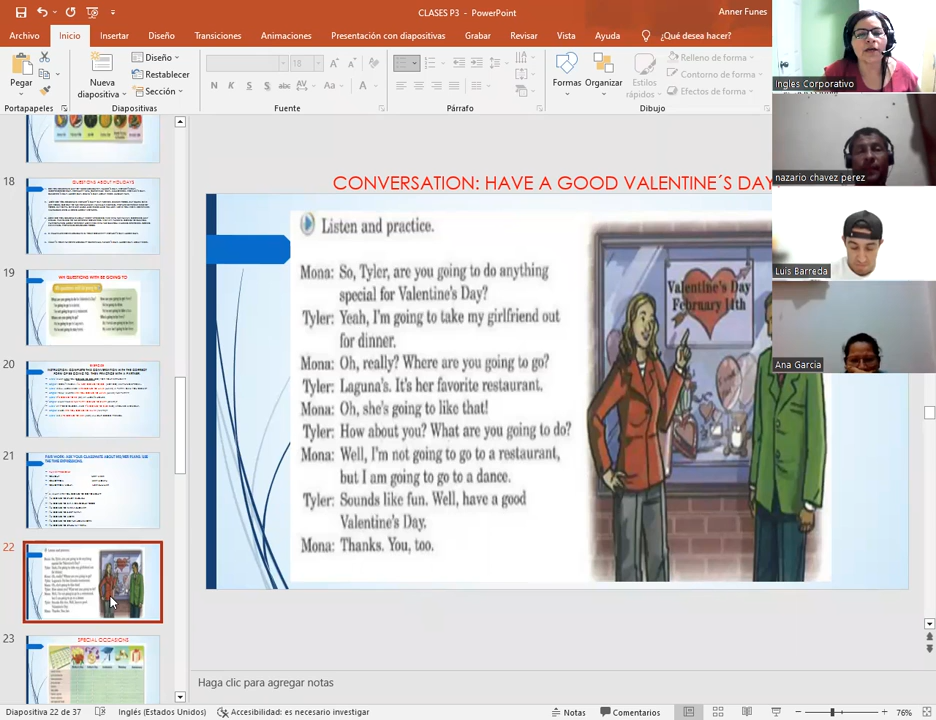 CLASES P3 - PowerPoint
Anner Funes
Archivo Inicio Insertar Diseño Transiciones Animaciones Presentación con diapositivas Grabar Revisar Vista Ayuda ¿Qué desea hacer?
Pegar
Nueva diapositiva
Diseño
Restablecer
Sección
18
N K S S
Aa
A
Formas
Organizar
Estilos rápidos
Relleno de forma
Contorno de forma
Efectos de forma
Portapapeles Diapositivas Fuente Párrafo Dibujo
Ingles Corporativo
nazario chavez perez
Luis Barreda
Ana Garcia
18
QUESTIONS ABOUT HOLIDAYS
19
20
21
22
23
SPECIAL OCCASIONS
CONVERSATION: HAVE A GOOD VALENTINE´S DAY
Listen and practice.
Mona: So, Tyler, are you going to do anything
special for Valentine's Day?
Tyler: Yeah, I'm going to take my girlfriend out
for dinner.
Mona: Oh, really? Where are you going to go?
Tyler: Laguna's. It's her favorite restaurant.
Mona: Oh, she's going to like that!
Tyler: How about you? What are you going to do?
Mona: Well, I'm not going to go to a restaurant,
but I am going to go to a dance.
Tyler: Sounds like fun. Well, have a good
Valentine's Day.
Mona: Thanks. You, too.
Valentine's Day
February 14th
Haga clic para agregar notas
Diapositiva 22 de 37
Inglés (Estados Unidos)
Accesibilidad: es necesario investigar
Notas
Comentarios
76%